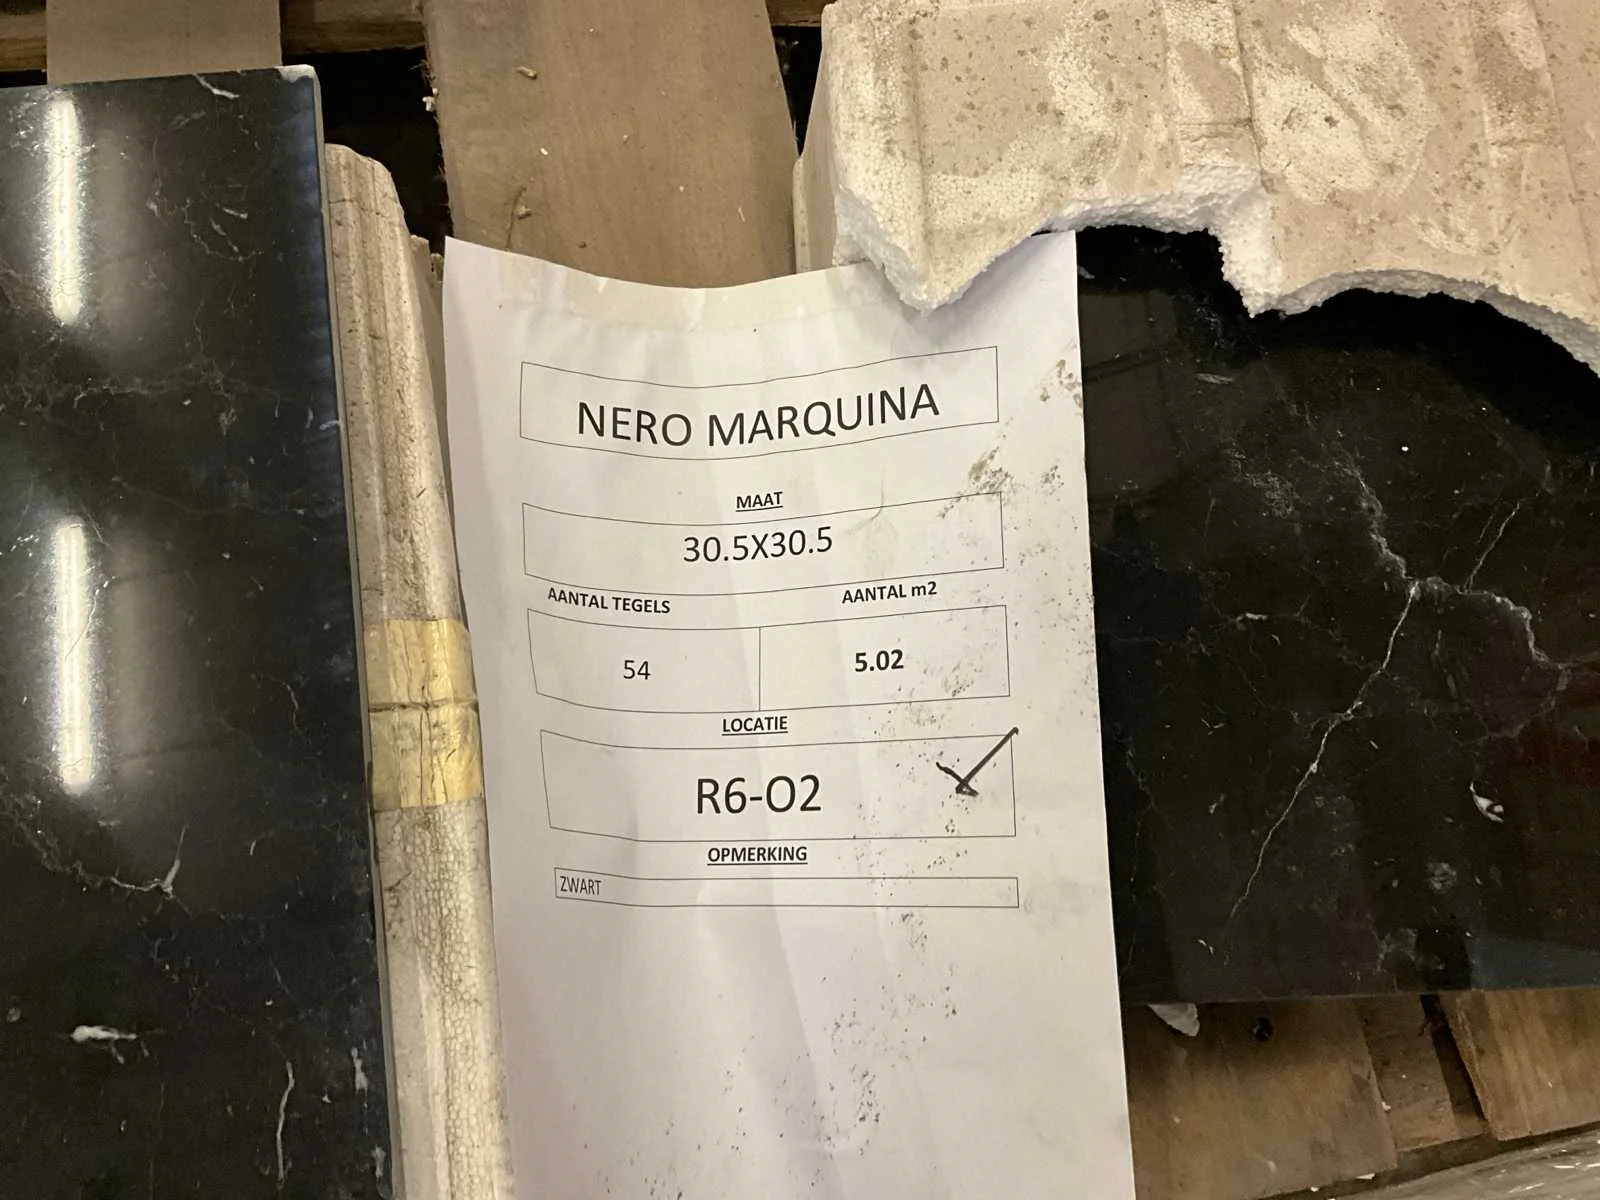 NERO MARQUINA
MAAT
30.5X30.5
AANTAL TEGELS AANTAL m2
54 5.02
LOCATIE
R6-O2
OPMERKING
ZWART